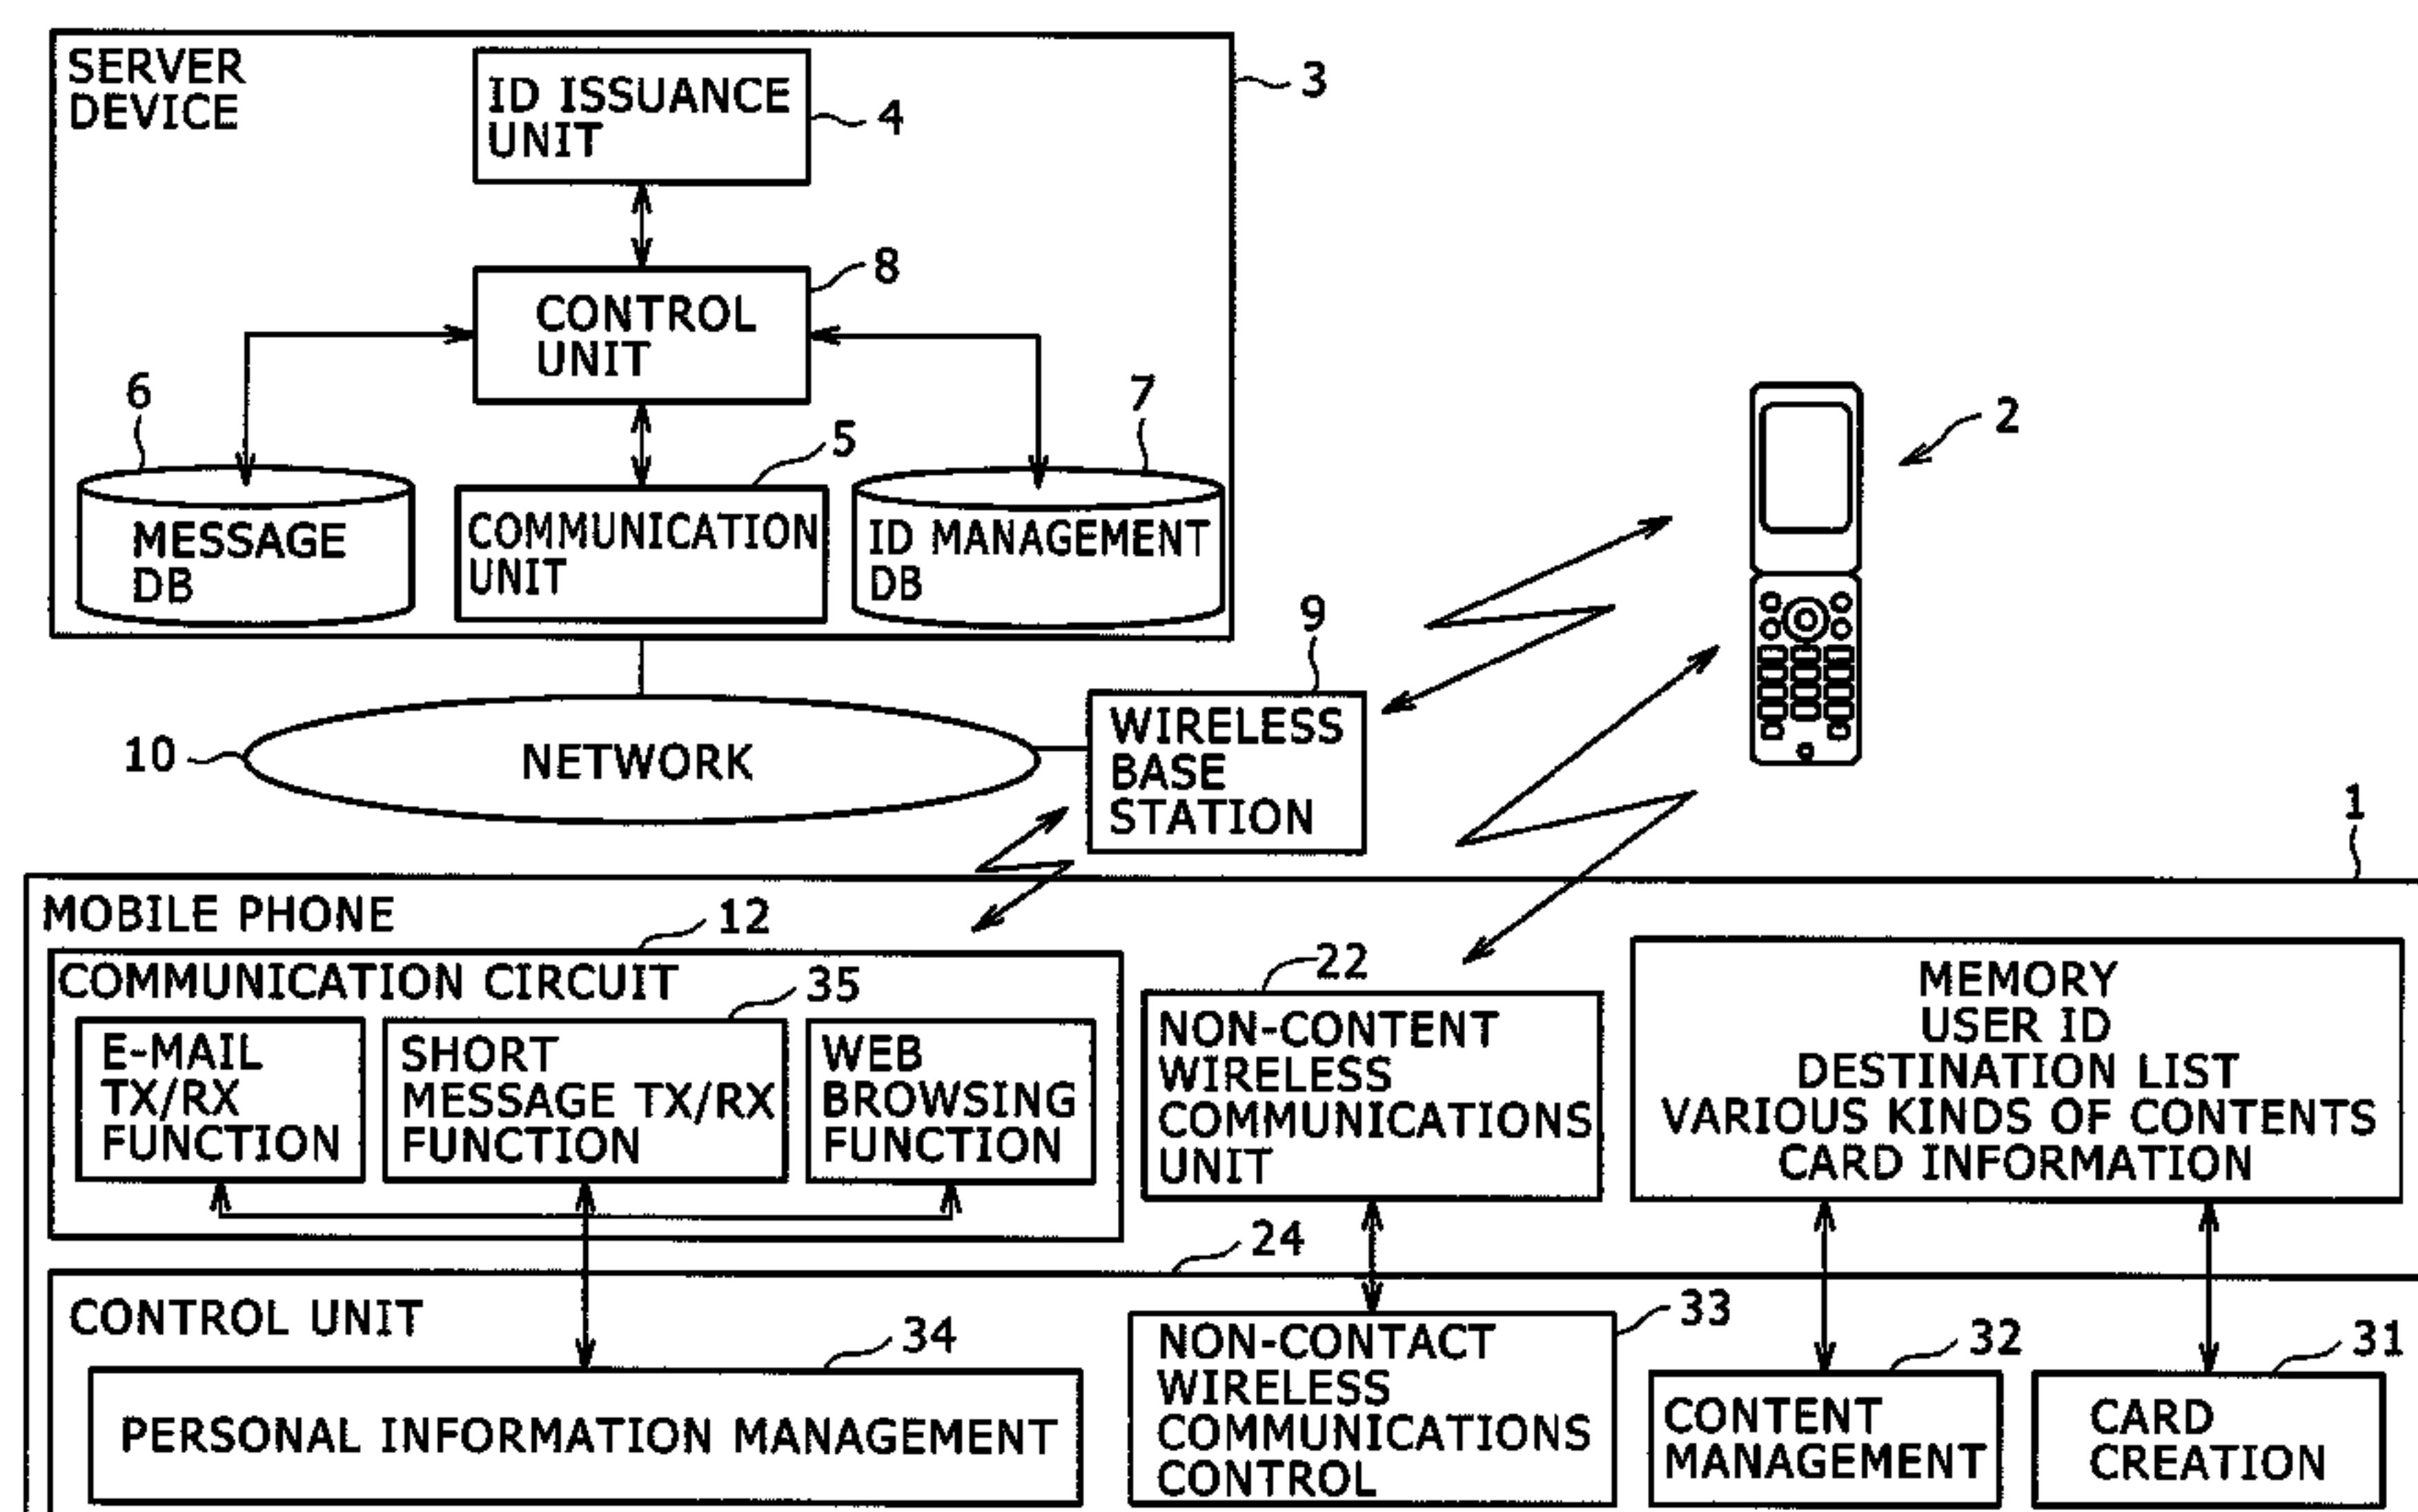 SERVER
DEVICE
3
ID ISSUANCE
UNIT
4
8
CONTROL
UNIT
6
5
7
2
MESSAGE
DB
COMMUNICATION
UNIT
ID MANAGEMENT
DB
9
10
NETWORK
WIRELESS
BASE
STATION
1
MOBILE PHONE
12
COMMUNICATION CIRCUIT
35
22
E-MAIL
TX/RX
FUNCTION
SHORT
MESSAGE TX/RX
FUNCTION
WEB
BROWSING
FUNCTION
NON-CONTENT
WIRELESS
COMMUNICATIONS
UNIT
MEMORY
USER ID
DESTINATION LIST
VARIOUS KINDS OF CONTENTS
CARD INFORMATION
24
CONTROL UNIT
34
33
32
31
PERSONAL INFORMATION MANAGEMENT
NON-CONTACT
WIRELESS
COMMUNICATIONS
CONTROL
CONTENT
MANAGEMENT
CARD
CREATION